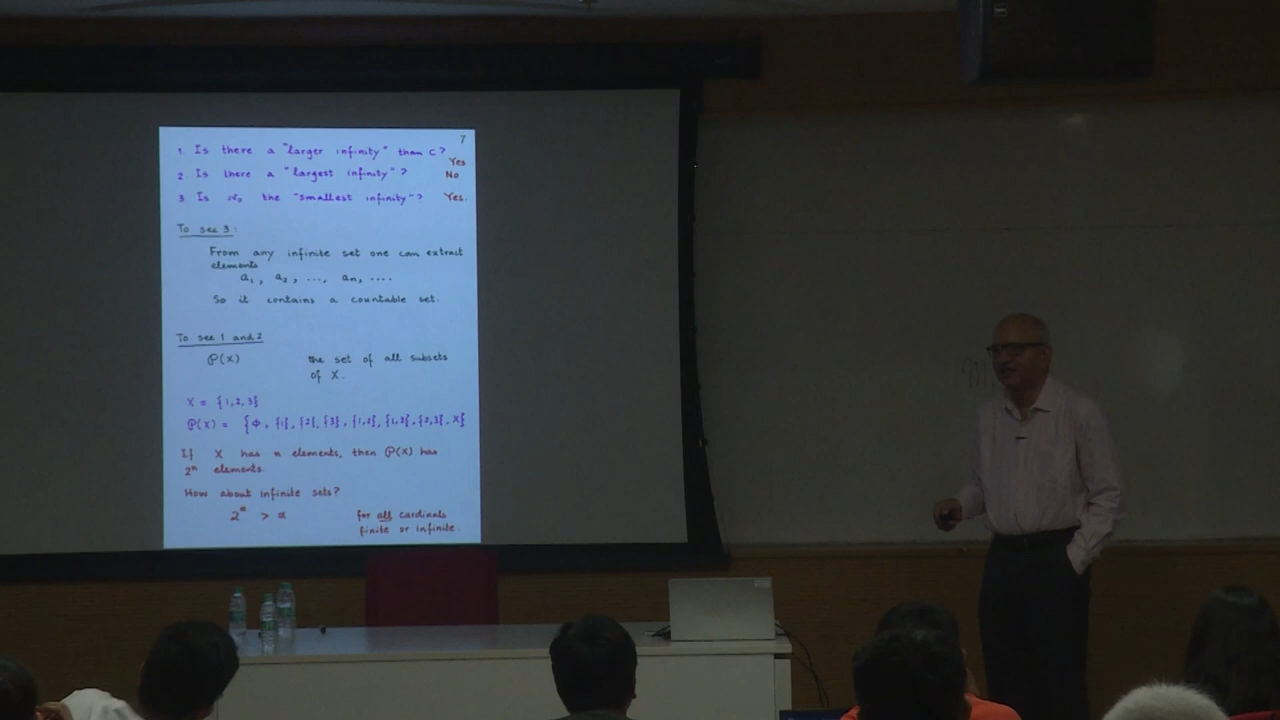 7
1. Is there a "larger infinity" than C? Yes
2 Is there a "largest infinity"? No
3 Is ℵ₀ the "smallest infinity"? Yes.
To see 3:
From any infinite set one can extract
elements
a₁, a₂, ..., aₙ, ....
So it contains a countable set.
To see 1 and 2
℘(X) the set of all subsets
of X.
X = {1,2,3}
℘(X) = {Φ, {1}, {2}, {3}, {1,2}, {1,3}, {2,3}, X}
If X has n elements, then ℘(X) has
2ⁿ elements.
How about infinite sets?
2^α > α for all cardinals
finite or infinite.